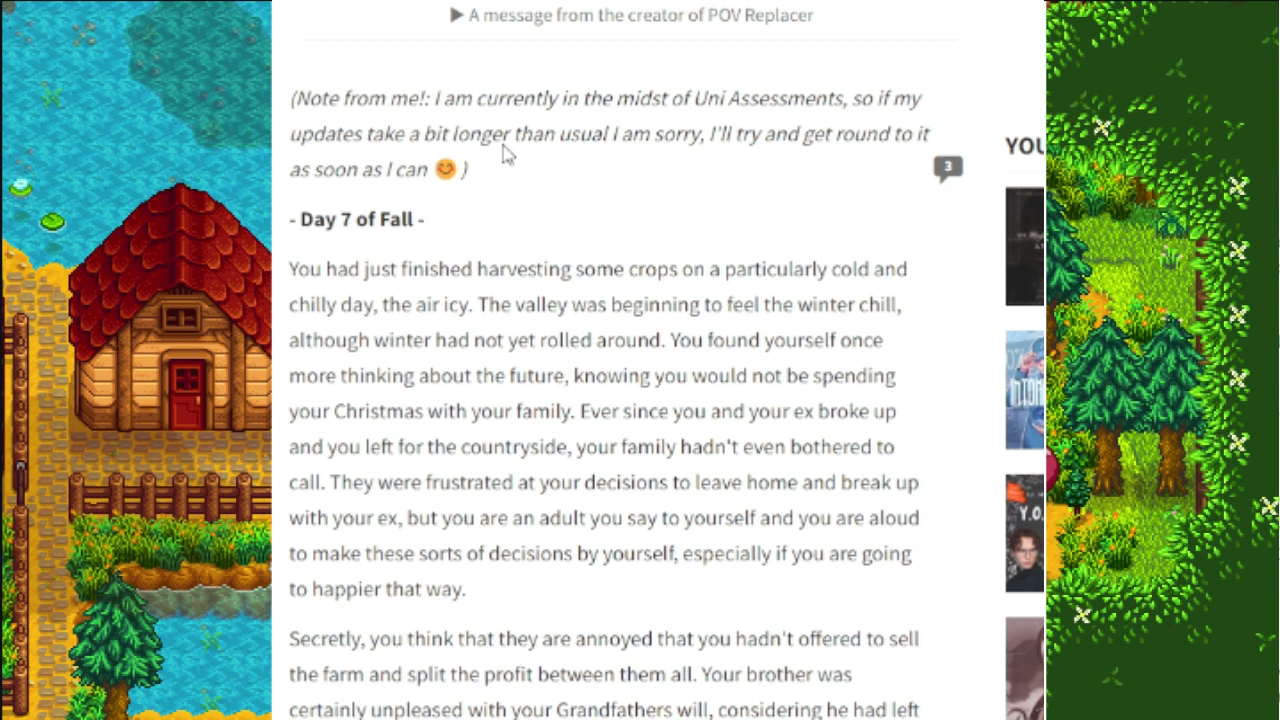 ▶ A message from the creator of POV Replacer
(Note from me!: I am currently in the midst of Uni Assessments, so if my
updates take a bit longer than usual I am sorry, I'll try and get round to it
as soon as I can 😊 )
3
YOU
- Day 7 of Fall -
You had just finished harvesting some crops on a particularly cold and
chilly day, the air icy. The valley was beginning to feel the winter chill,
although winter had not yet rolled around. You found yourself once
more thinking about the future, knowing you would not be spending
your Christmas with your family. Ever since you and your ex broke up
and you left for the countryside, your family hadn't even bothered to
call. They were frustrated at your decisions to leave home and break up
with your ex, but you are an adult you say to yourself and you are aloud
to make these sorts of decisions by yourself, especially if you are going
to happier that way.
Y.O.
Secretly, you think that they are annoyed that you hadn't offered to sell
the farm and split the profit between them all. Your brother was
certainly unpleased with your Grandfathers will, considering he had left